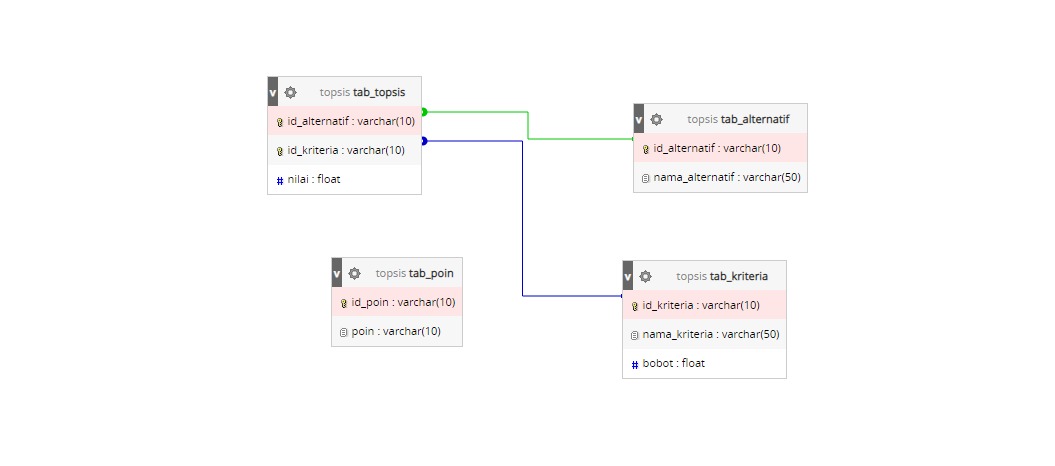 v topsis tab_topsis
id_alternatif : varchar(10)
id_kriteria : varchar(10)
# nilai : float
v topsis tab_alternatif
id_alternatif : varchar(10)
nama_alternatif : varchar(50)
v topsis tab_poin
id_poin : varchar(10)
poin : varchar(10)
v topsis tab_kriteria
id_kriteria : varchar(10)
nama_kriteria : varchar(50)
# bobot : float